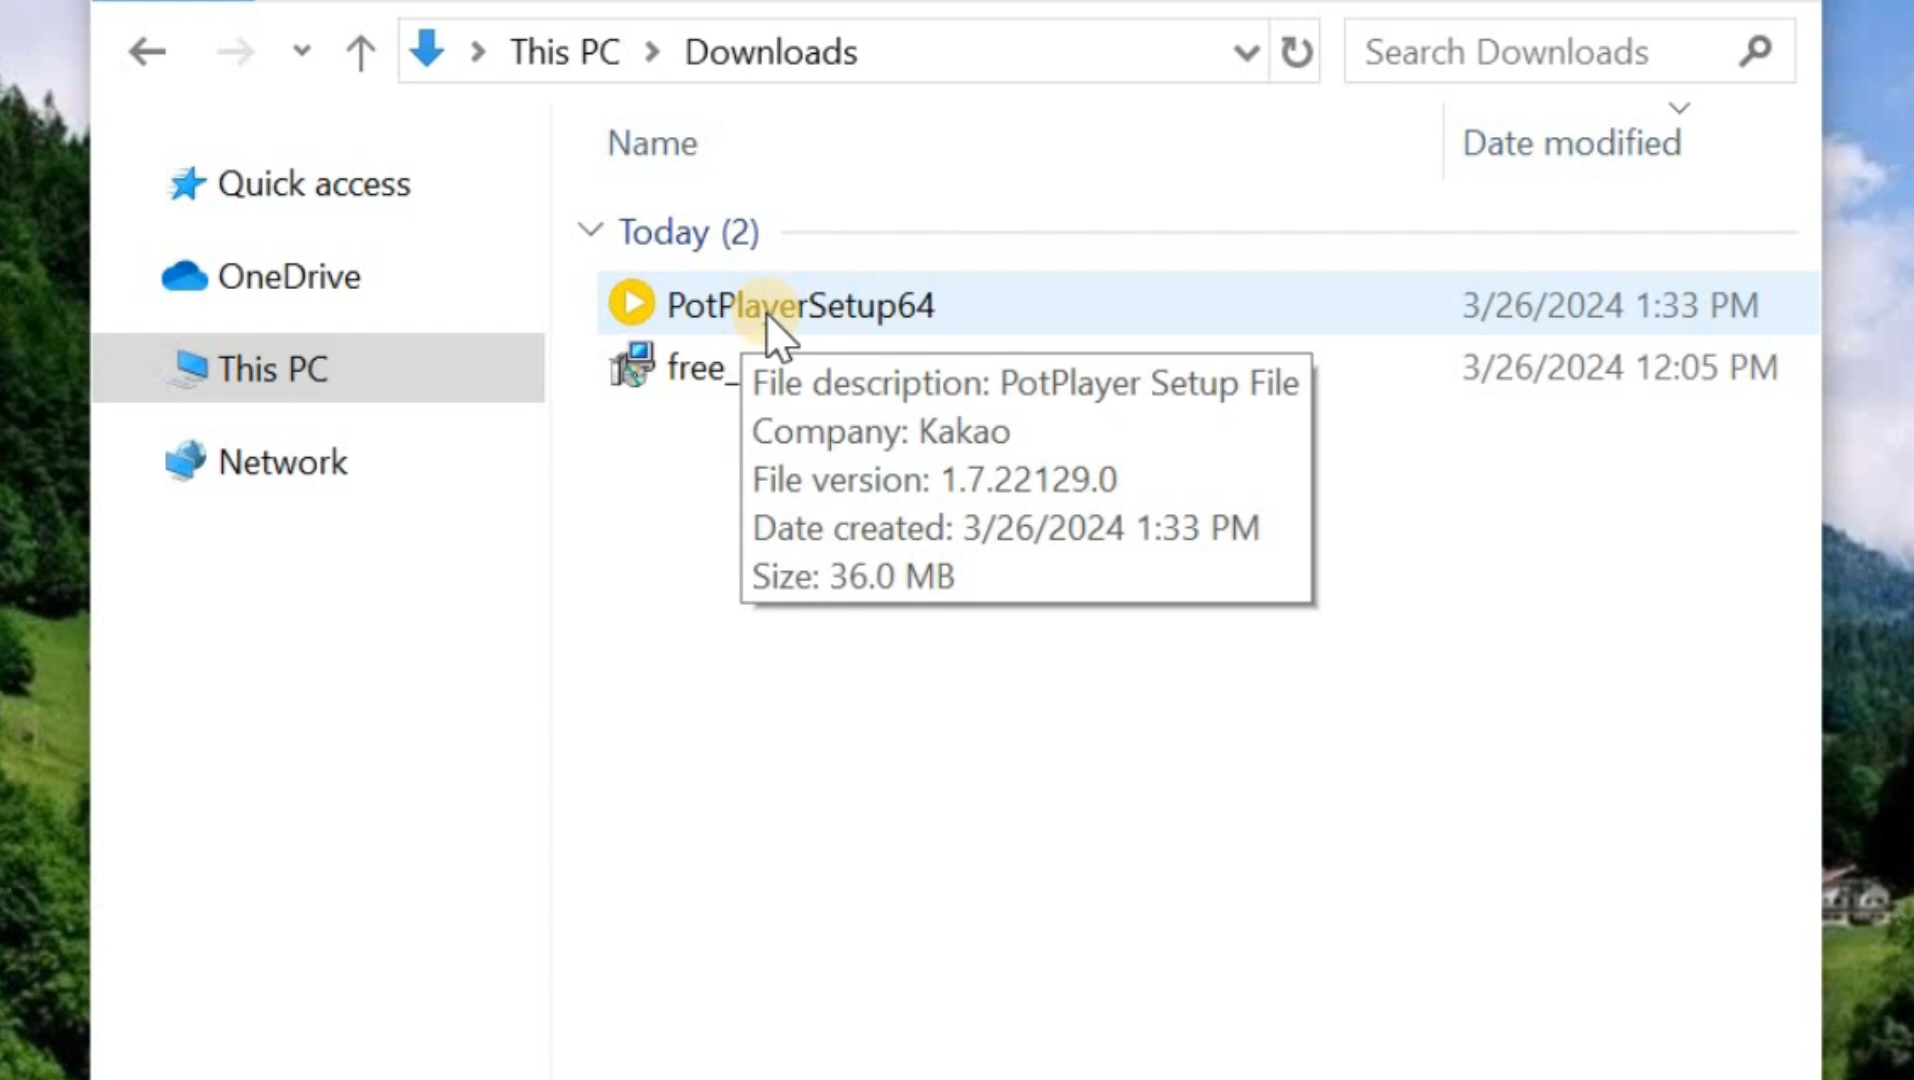 This PC
Downloads
Search Downloads
Name
Date modified
Quick access
OneDrive
This PC
Network
Today (2)
PotPlayerSetup64
3/26/2024 1:33 PM
free_
3/26/2024 12:05 PM
File description: PotPlayer Setup File
Company: Kakao
File version: 1.7.22129.0
Date created: 3/26/2024 1:33 PM
Size: 36.0 MB